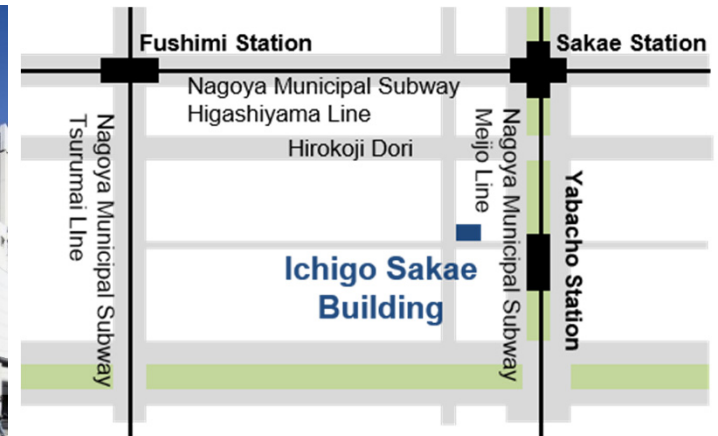 Fushimi Station
Sakae Station
Nagoya Municipal Subway
Higashiyama Line
Hirokoji Dori
Nagoya Municipal Subway
Tsurumai LIne
Nagoya Municipal Subway
Meijo Line
Yabacho Station
Ichigo Sakae
Building